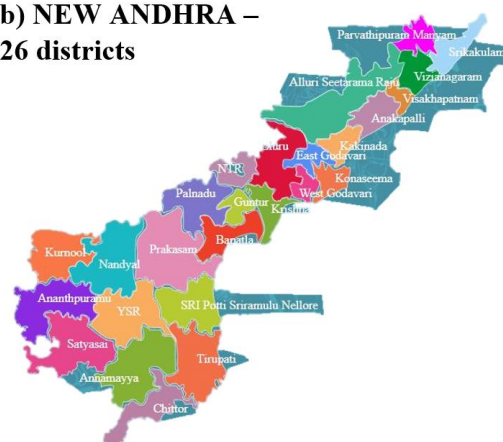 b) NEW ANDHRA –
26 districts
Parvathipuram Manyam
Srikakulam
Vizianagaram
Alluri Seetarama Raju
Visakhapatnam
Anakapalli
Kakinada
East Godavari
Konaseema
West Godavari
NTR
Palnadu
Guntur
Krishna
Bapatla
Prakasam
Kurnool
Nandyal
Ananthpuramu
YSR
SRI Potti Sriramulu Nellore
Satyasai
Tirupati
Annamayya
Chittor